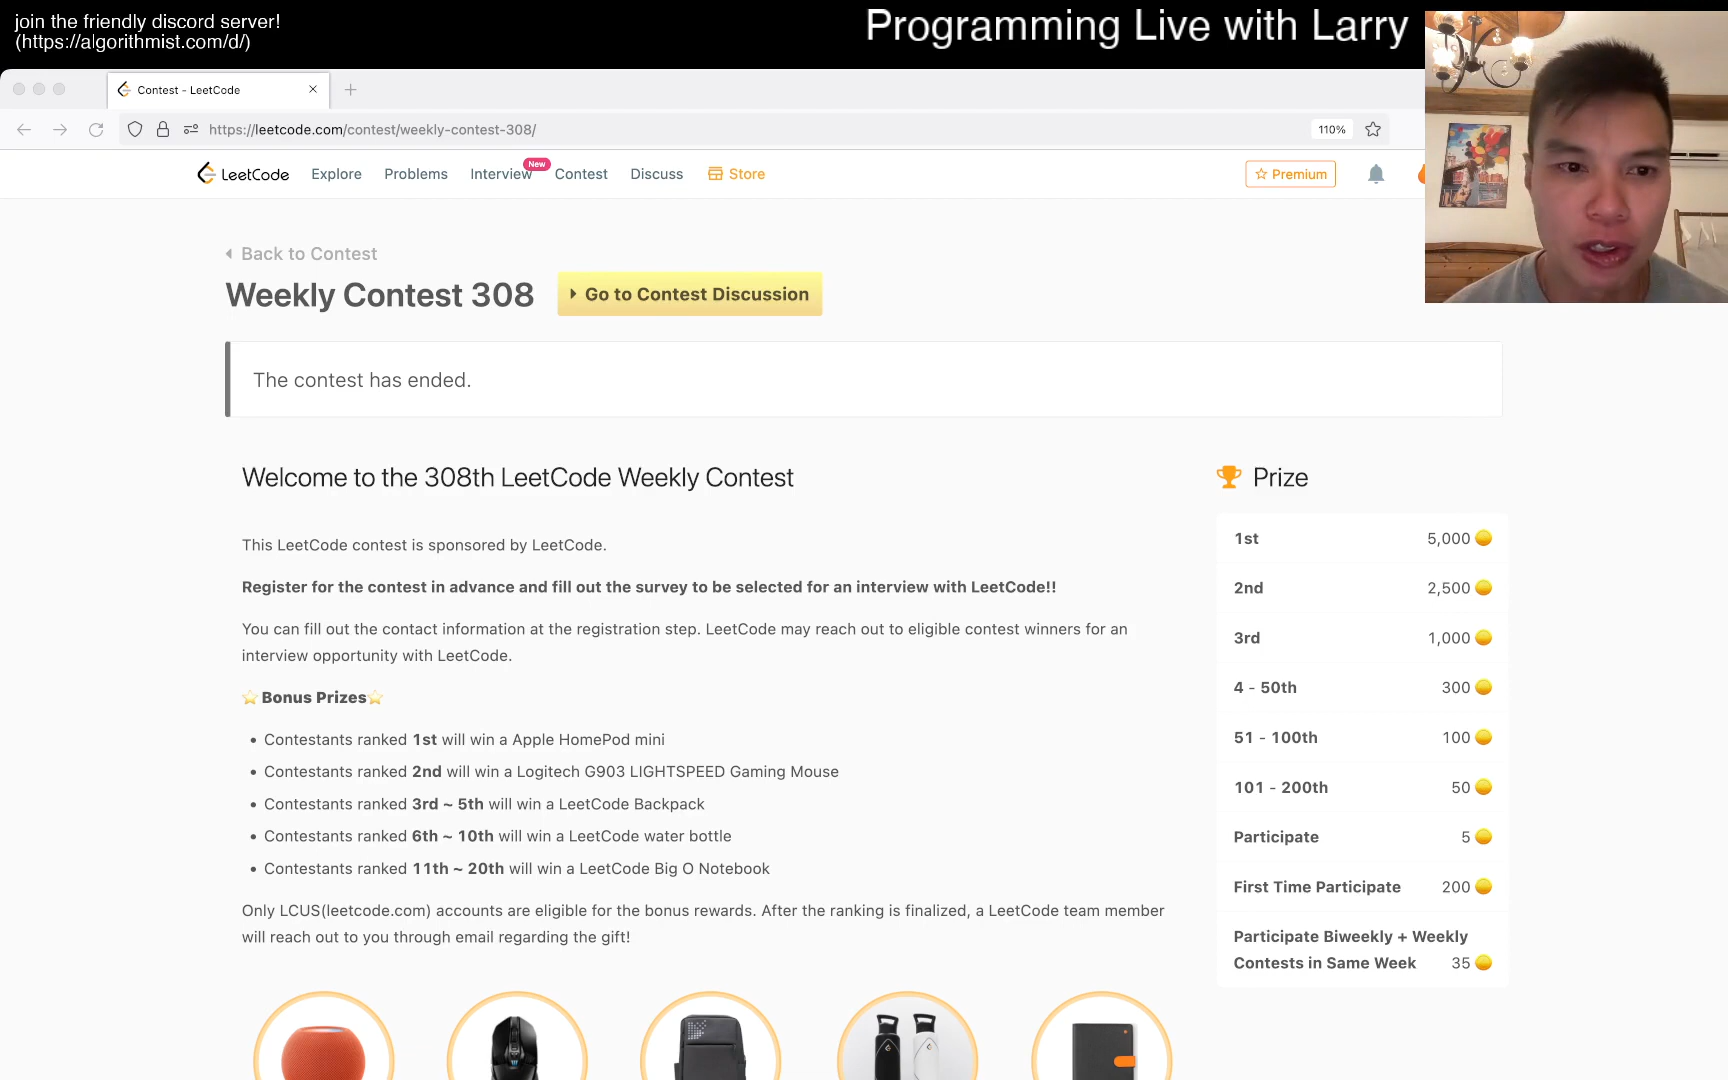 join the friendly discord server!
(https://algorithmist.com/d/)
Programming Live with Larry
Contest - LeetCode
https://leetcode.com/contest/weekly-contest-308/
110%
LeetCode
Explore
Problems
Interview
New
Contest
Discuss
Store
Premium
Back to Contest
Weekly Contest 308
Go to Contest Discussion
The contest has ended.
Welcome to the 308th LeetCode Weekly Contest
This LeetCode contest is sponsored by LeetCode.
Register for the contest in advance and fill out the survey to be selected for an interview with LeetCode!!
You can fill out the contact information at the registration step. LeetCode may reach out to eligible contest winners for an
interview opportunity with LeetCode.
Bonus Prizes
• Contestants ranked 1st will win a Apple HomePod mini
• Contestants ranked 2nd will win a Logitech G903 LIGHTSPEED Gaming Mouse
• Contestants ranked 3rd ~ 5th will win a LeetCode Backpack
• Contestants ranked 6th ~ 10th will win a LeetCode water bottle
• Contestants ranked 11th ~ 20th will win a LeetCode Big O Notebook
Only LCUS(leetcode.com) accounts are eligible for the bonus rewards. After the ranking is finalized, a LeetCode team member
will reach out to you through email regarding the gift!
Prize
1st 5,000
2nd 2,500
3rd 1,000
4 - 50th 300
51 - 100th 100
101 - 200th 50
Participate 5
First Time Participate 200
Participate Biweekly + Weekly
Contests in Same Week 35